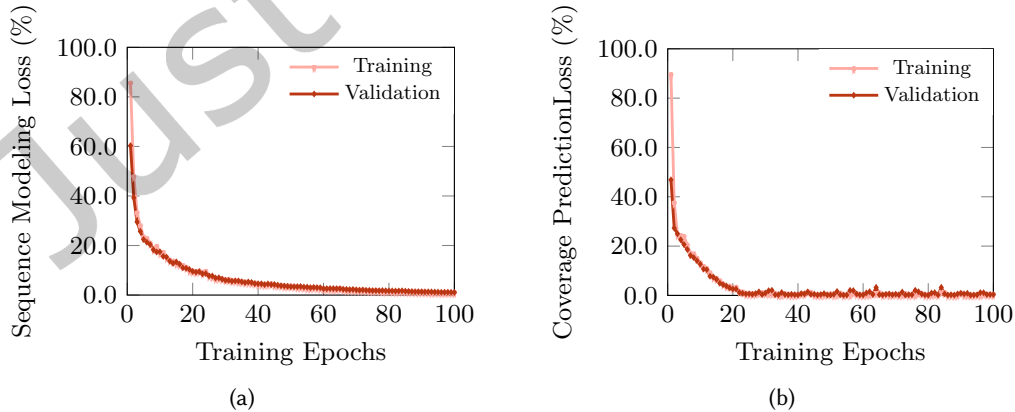 Just
Sequence Modeling Loss (%)
100.0
80.0
60.0
40.0
20.0
0.0
0
20
40
60
80
100
Training Epochs
Training
Validation
(a)
Coverage PredictionLoss (%)
100.0
80.0
60.0
40.0
20.0
0.0
0
20
40
60
80
100
Training Epochs
Training
Validation
(b)